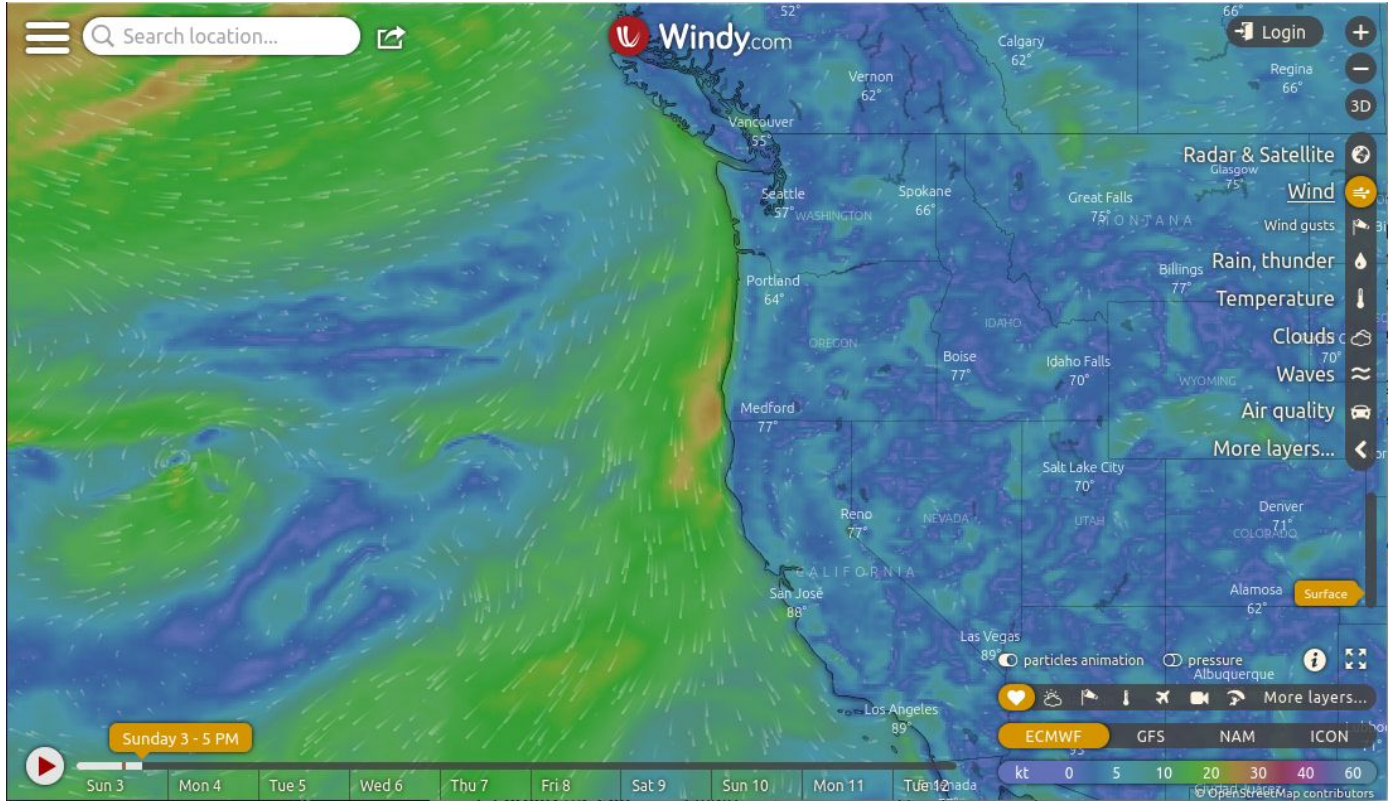 Search location...
Windy.com
52°
66°
Login
Calgary
62°
Vernon
62°
Regina
66°
3D
Vancouver
55°
Radar & Satellite
Glasgow
75°
Seattle
57°
WASHINGTON
Spokane
66°
Great Falls
75°
MONTANA
Wind
Wind gusts
Portland
64°
Billings
77°
Rain, thunder
Temperature
IDAHO
OREGON
Boise
77°
Idaho Falls
70°
WYOMING
Clouds
70°
Waves
Medford
77°
Air quality
More layers...
Salt Lake City
70°
Reno
77°
NEVADA
UTAH
Denver
71°
COLORADO
CALIFORNIA
San José
88°
Alamosa
62°
Surface
Las Vegas
89°
particles animation
pressure
Albuquerque
More layers...
Los Angeles
89°
ECMWF GFS NAM ICON
kt 0 5 10 20 30 40 60
© OpenStreetMap contributors
Sunday 3 - 5 PM
Sun 3 Mon 4 Tue 5 Wed 6 Thu 7 Fri 8 Sat 9 Sun 10 Mon 11 Tue 12